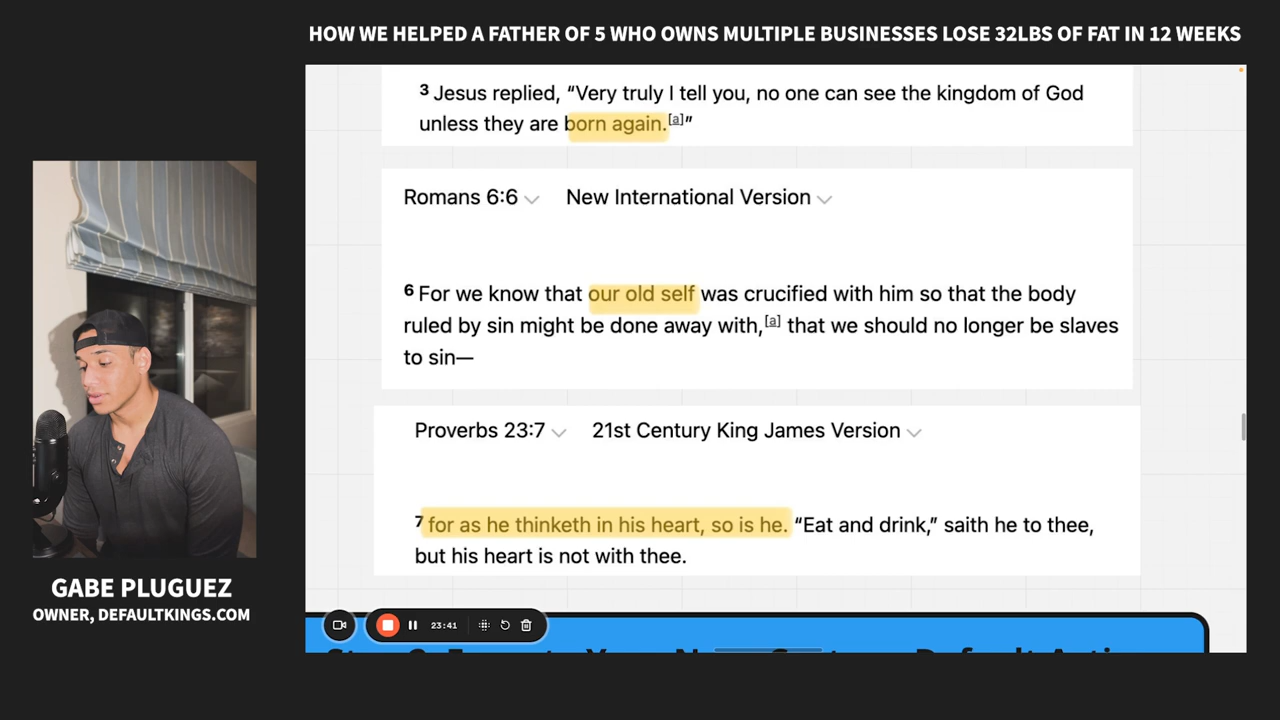 HOW WE HELPED A FATHER OF 5 WHO OWNS MULTIPLE BUSINESSES LOSE 32LBS OF FAT IN 12 WEEKS
3 Jesus replied, “Very truly I tell you, no one can see the kingdom of God
unless they are born again.[a]”
Romans 6:6 New International Version
6 For we know that our old self was crucified with him so that the body
ruled by sin might be done away with,[a] that we should no longer be slaves
to sin—
Proverbs 23:7 21st Century King James Version
7 for as he thinketh in his heart, so is he. “Eat and drink,” saith he to thee,
but his heart is not with thee.
23:41
GABE PLUGUEZ
OWNER, DEFAULTKINGS.COM